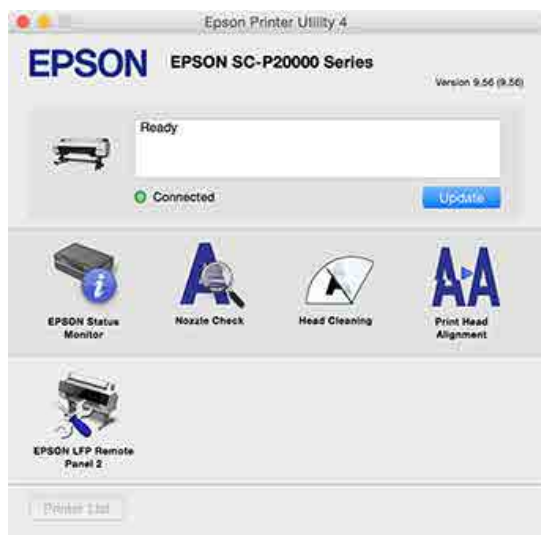 Epson Printer Utility 4
EPSON
EPSON SC-P20000 Series
Version 9.56 (9.56)
Ready
Connected
Update
EPSON Status
Monitor
Nozzle Check
Head Cleaning
Print Head
Alignment
EPSON LFP Remote
Panel 2
Printer List